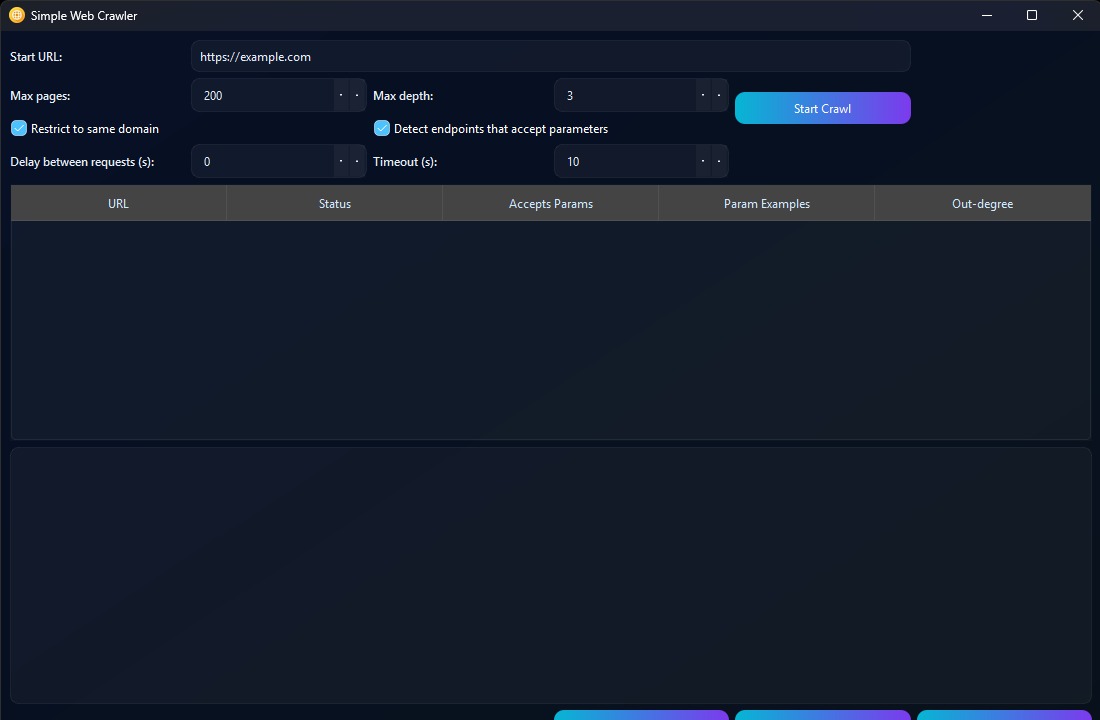 Simple Web Crawler
Start URL: https://example.com
Max pages: 200 Max depth: 3 Start Crawl
Restrict to same domain Detect endpoints that accept parameters
Delay between requests (s): 0 Timeout (s): 10
URL Status Accepts Params Param Examples Out-degree